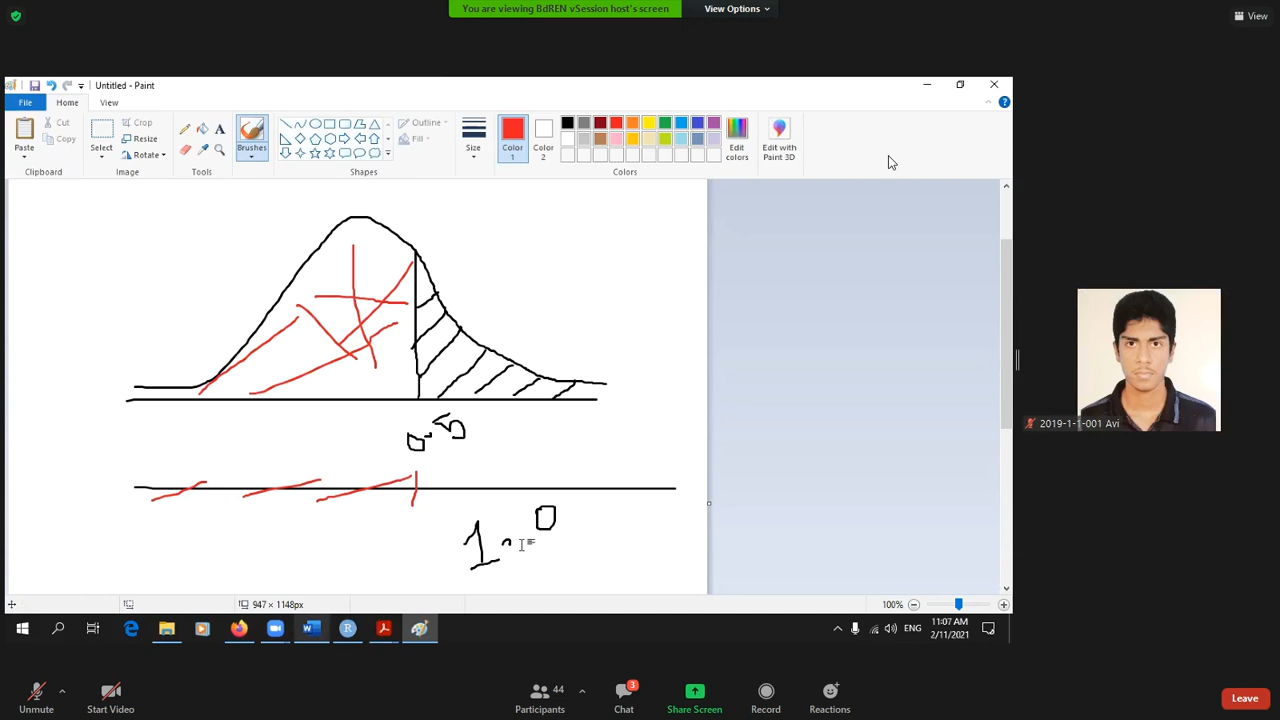 You are viewing BdREN vSession host's screen
View Options
View
Untitled - Paint
File
Home
View
Paste
Cut
Copy
Clipboard
Select
Crop
Resize
Rotate
Image
Tools
Brushes
Shapes
Outline
Fill
Size
Color 1
Color 2
Edit colors
Colors
Edit with Paint 3D
2019-1-1-001 Avi
947 × 1148px
100%
ENG
11:07 AM
2/11/2021
Unmute
Start Video
44
Participants
3
Chat
Share Screen
Record
Reactions
Leave